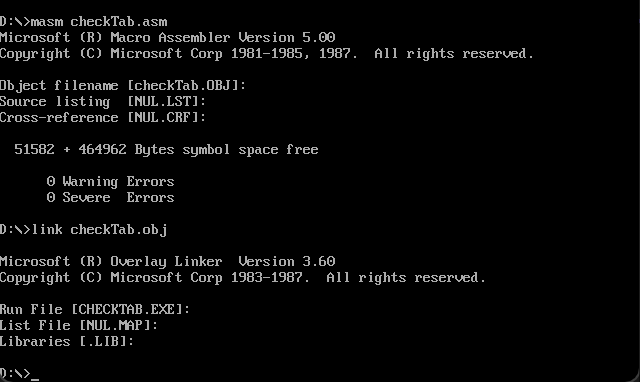 D:\>masm checkTab.asm
Microsoft (R) Macro Assembler Version 5.00
Copyright (C) Microsoft Corp 1981-1985, 1987.  All rights reserved.
Object filename [checkTab.OBJ]:
Source listing  [NUL.LST]:
Cross-reference [NUL.CRF]:
51582 + 464962 Bytes symbol space free
0 Warning Errors
0 Severe  Errors
D:\>link checkTab.obj
Microsoft (R) Overlay Linker  Version 3.60
Copyright (C) Microsoft Corp 1983-1987.  All rights reserved.
Run File [CHECKTAB.EXE]:
List File [NUL.MAP]:
Libraries [.LIB]:
D:\>_